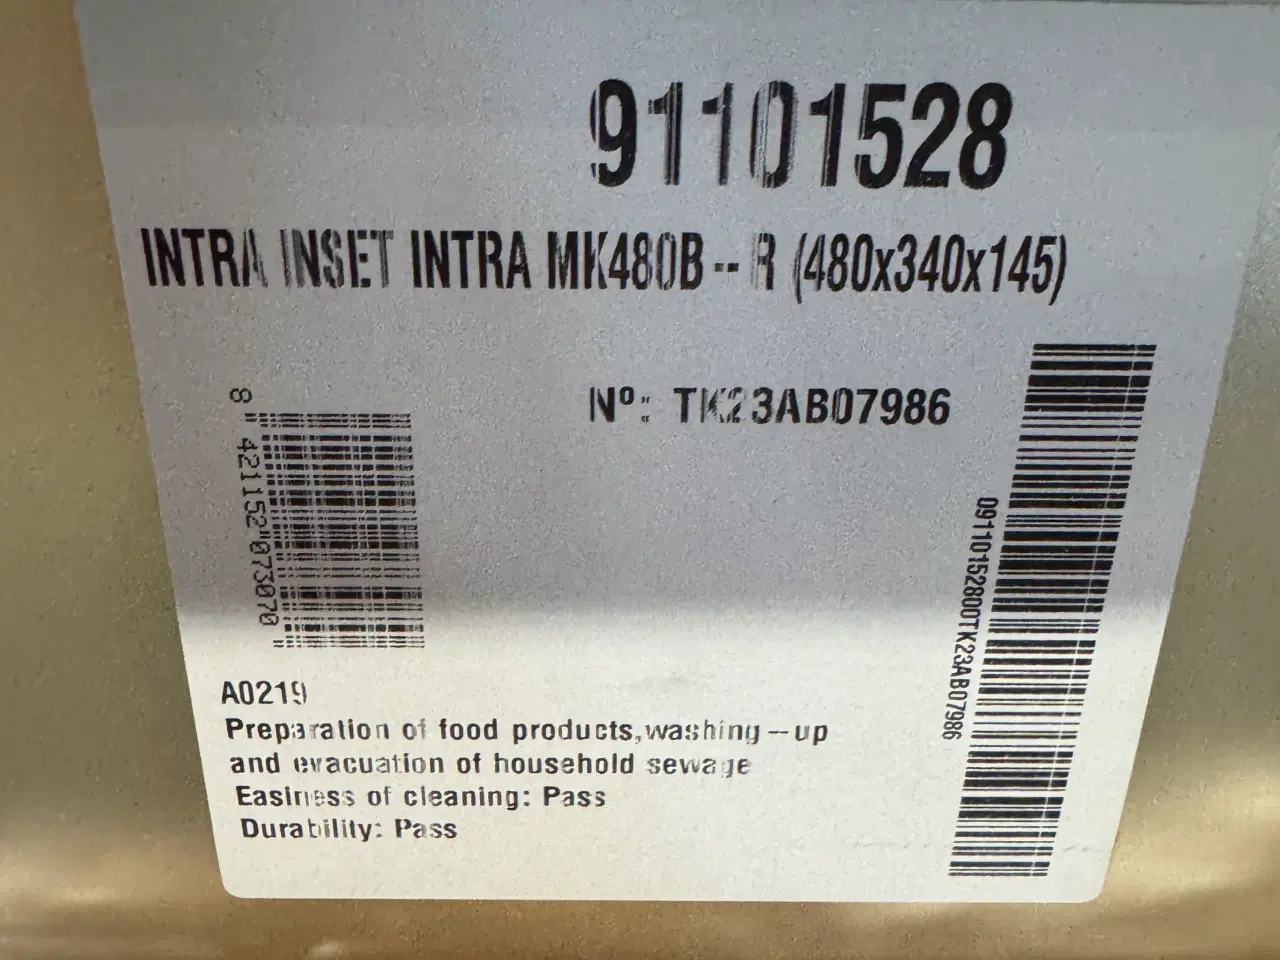 91101528
INTRA INSET INTRA MK480B -- R (480x340x145)
Nº: TK23AB07986
8 421152 073070
09110152800TK23AB07986
A0219
Preparation of food products,washing--up
and evacuation of household sewage
Easiness of cleaning: Pass
Durability: Pass